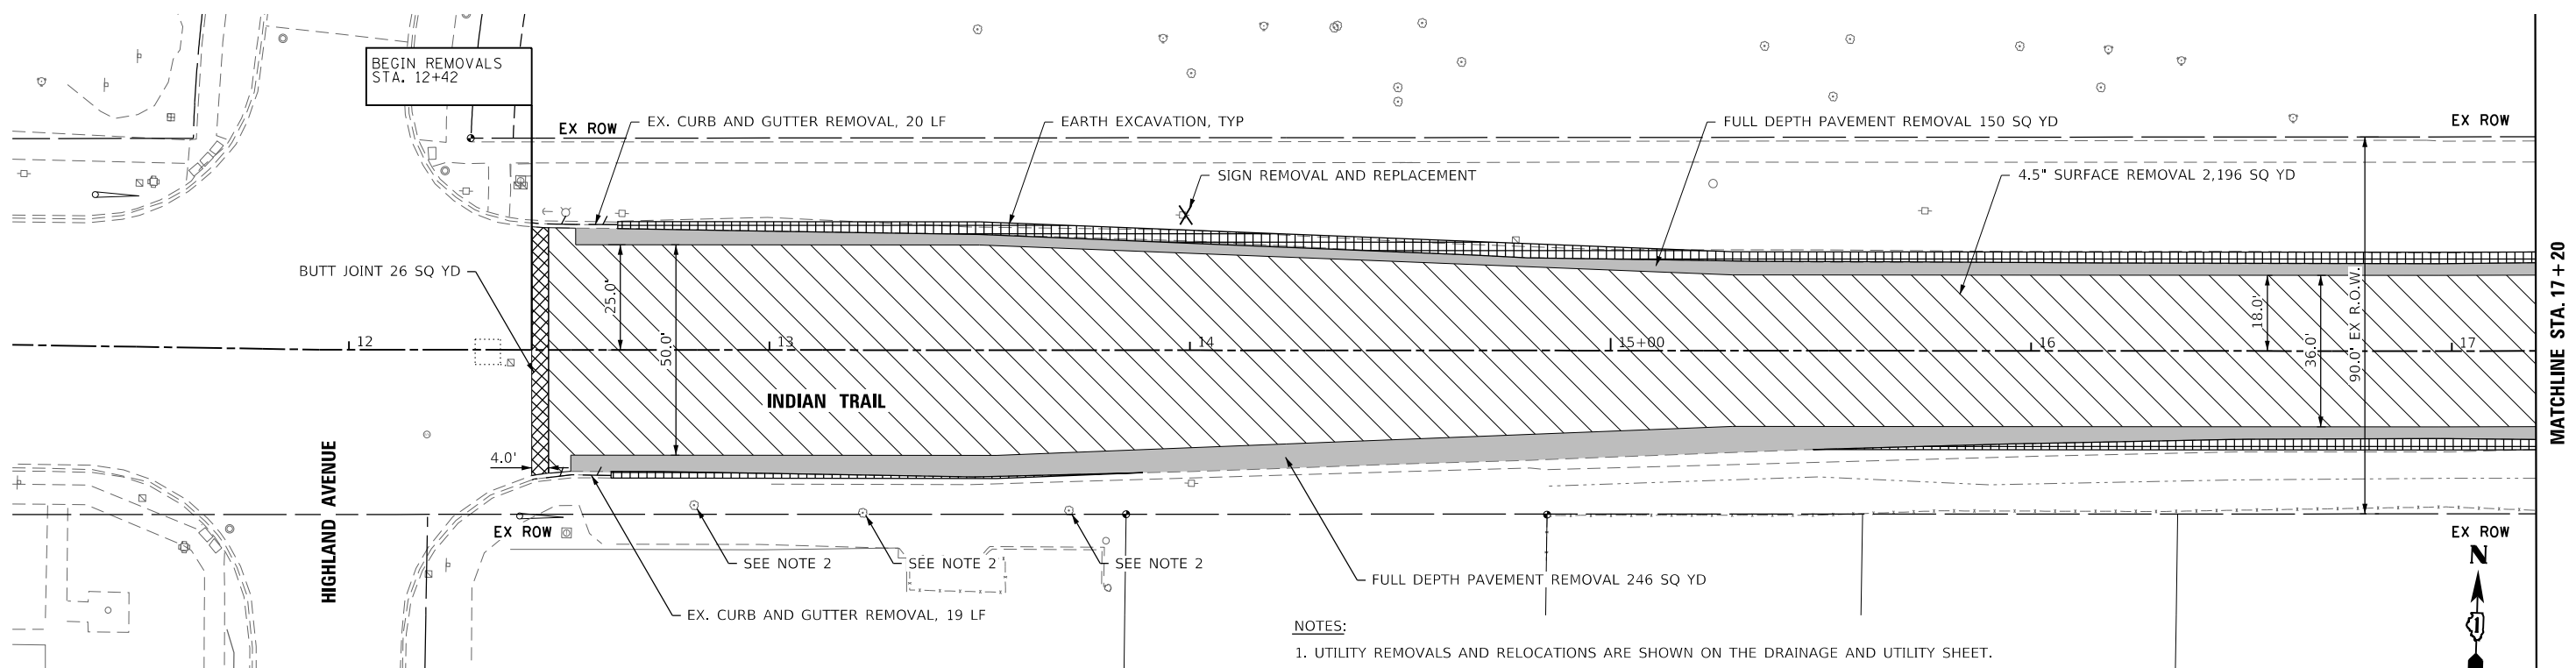 BEGIN REMOVALS
STA. 12+42
EX ROW
EX. CURB AND GUTTER REMOVAL, 20 LF
EARTH EXCAVATION, TYP
FULL DEPTH PAVEMENT REMOVAL 150 SQ YD
EX ROW
SIGN REMOVAL AND REPLACEMENT
4.5" SURFACE REMOVAL 2,196 SQ YD
BUTT JOINT 26 SQ YD
25.0'
50.0'
18.0'
36.0'
90.0' EX R.O.W.
MATCHLINE STA. 17+20
12
13
14
15+00
16
17
INDIAN TRAIL
4.0'
HIGHLAND AVENUE
EX ROW
EX ROW
SEE NOTE 2
SEE NOTE 2
SEE NOTE 2
FULL DEPTH PAVEMENT REMOVAL 246 SQ YD
N
EX. CURB AND GUTTER REMOVAL, 19 LF
NOTES:
1. UTILITY REMOVALS AND RELOCATIONS ARE SHOWN ON THE DRAINAGE AND UTILITY SHEET.
1